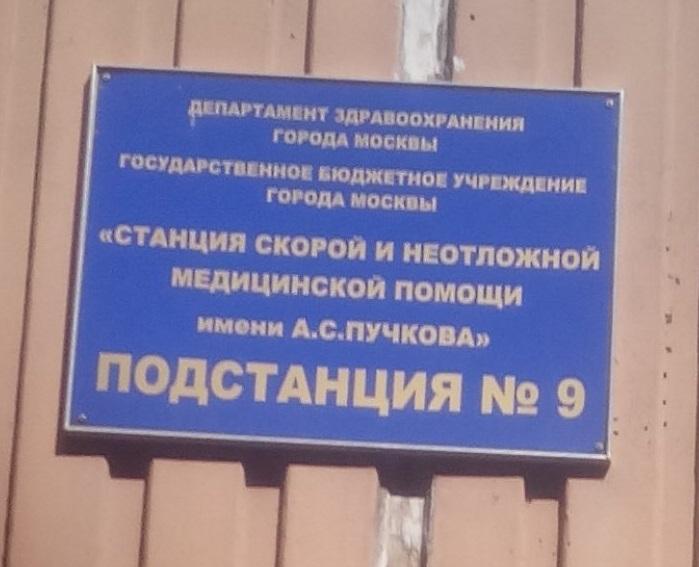 ДЕПАРТАМЕНТ ЗДРАВООХРАНЕНИЯ
ГОРОДА МОСКВЫ
ГОСУДАРСТВЕННОЕ БЮДЖЕТНОЕ УЧРЕЖДЕНИЕ
ГОРОДА МОСКВЫ
«СТАНЦИЯ СКОРОЙ И НЕОТЛОЖНОЙ
МЕДИЦИНСКОЙ ПОМОЩИ
имени А.С.ПУЧКОВА»
ПОДСТАНЦИЯ № 9